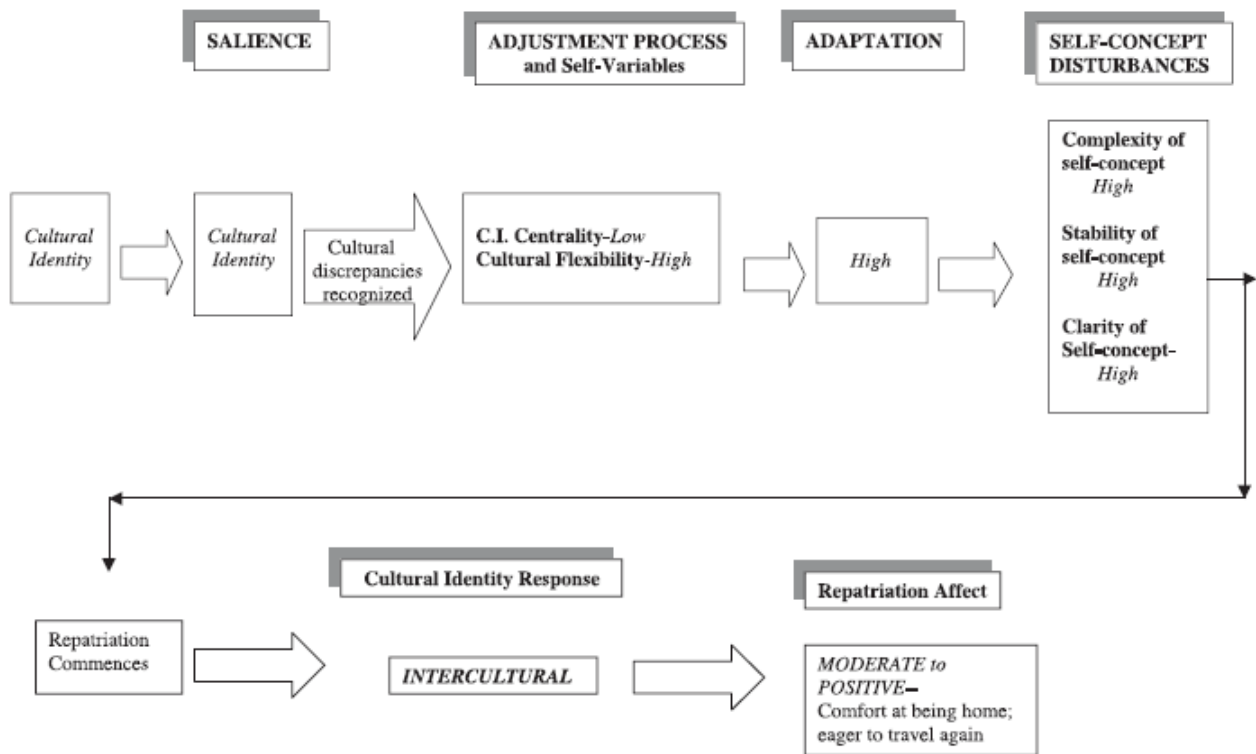 SALIENCE
ADJUSTMENT PROCESS
and Self-Variables
ADAPTATION
SELF-CONCEPT
DISTURBANCES
Cultural
Identity
Cultural
Identity
Cultural
discrepancies
recognized
C.I. Centrality-Low
Cultural Flexibility-High
High
Complexity of
self-concept
High
Stability of
self-concept
High
Clarity of
Self-concept-
High
Repatriation
Commences
Cultural Identity Response
INTERCULTURAL
Repatriation Affect
MODERATE to
POSITIVE–
Comfort at being home;
eager to travel again